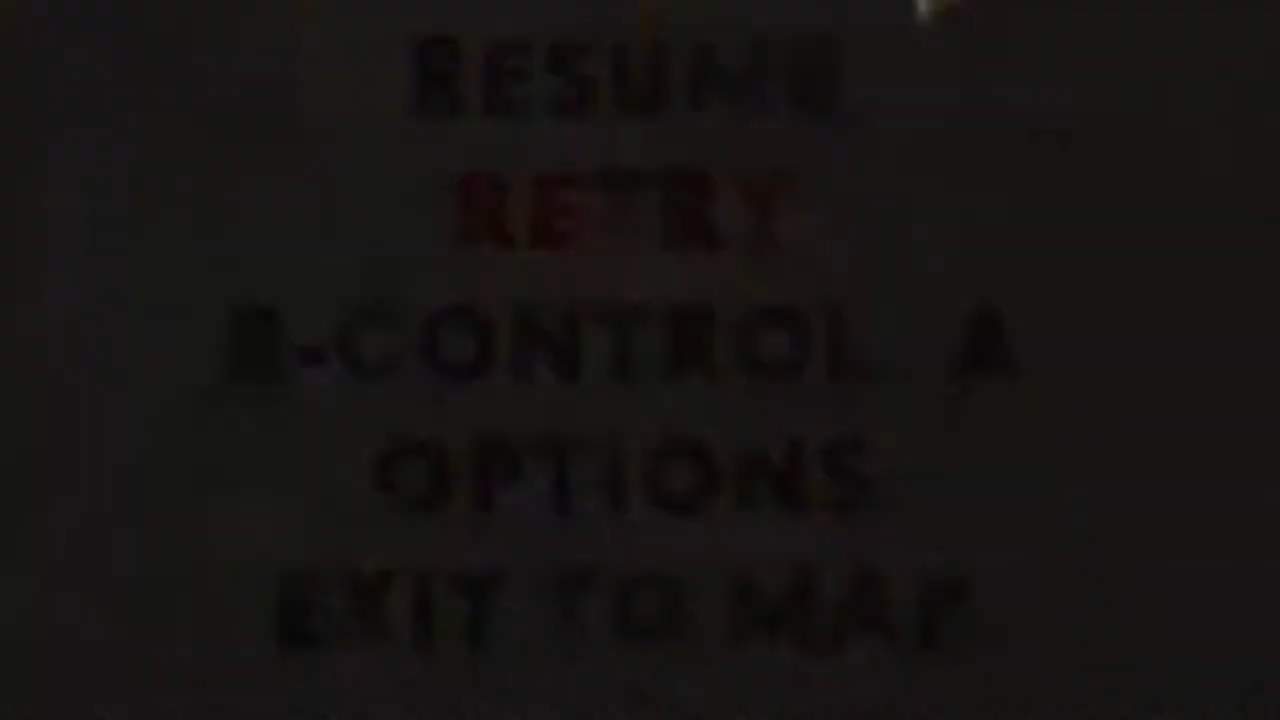 RESUME
RETRY
R-CONTROL A
OPTIONS
EXIT TO MAP